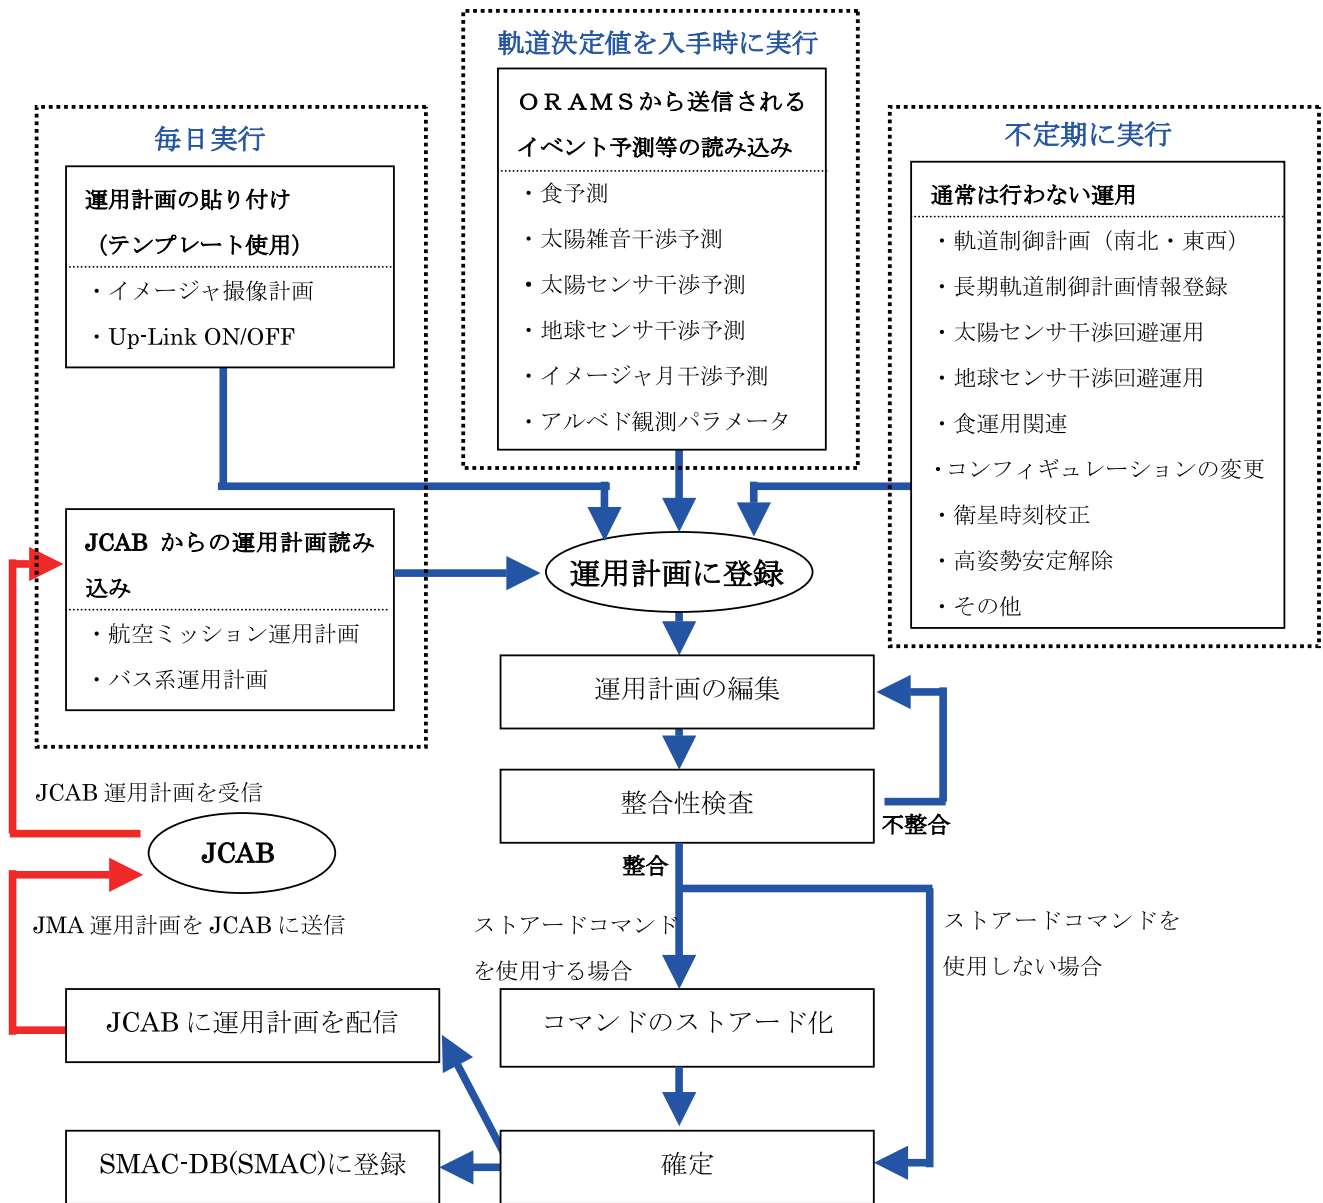 軌道決定値を入手時に実行
ＯＲＡＭＳから送信される
イベント予測等の読み込み
・食予測
・太陽雑音干渉予測
・太陽センサ干渉予測
・地球センサ干渉予測
・イメージャ月干渉予測
・アルベド観測パラメータ
毎日実行
運用計画の貼り付け
（テンプレート使用）
・イメージャ撮像計画
・Up-Link ON/OFF
不定期に実行
通常は行わない運用
・軌道制御計画（南北・東西）
・長期軌道制御計画情報登録
・太陽センサ干渉回避運用
・地球センサ干渉回避運用
・食運用関連
・コンフィギュレーションの変更
・衛星時刻校正
・高姿勢安定解除
・その他
JCAB からの運用計画読み
込み
・航空ミッション運用計画
・バス系運用計画
運用計画に登録
運用計画の編集
整合性検査
不整合
整合
JCAB 運用計画を受信
JCAB
JMA 運用計画を JCAB に送信
ストアードコマンド
を使用する場合
ストアードコマンドを
使用しない場合
JCAB に運用計画を配信
コマンドのストアード化
SMAC-DB(SMAC)に登録
確定